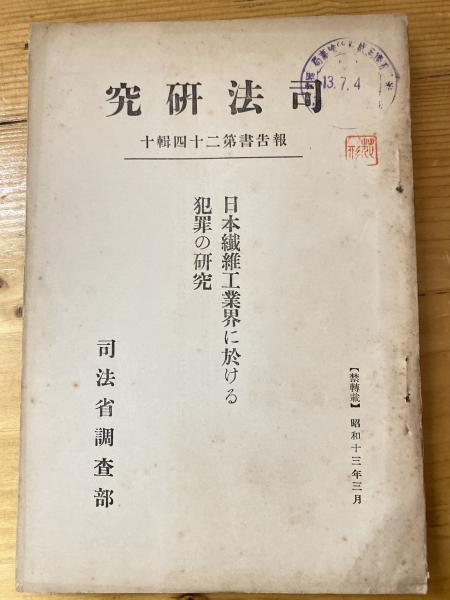 司法研究
報告書第二十四輯十
日本繊維工業界に於ける
犯罪の研究
司法省調査部
【禁轉載】 昭和十三年三月
13.7.4